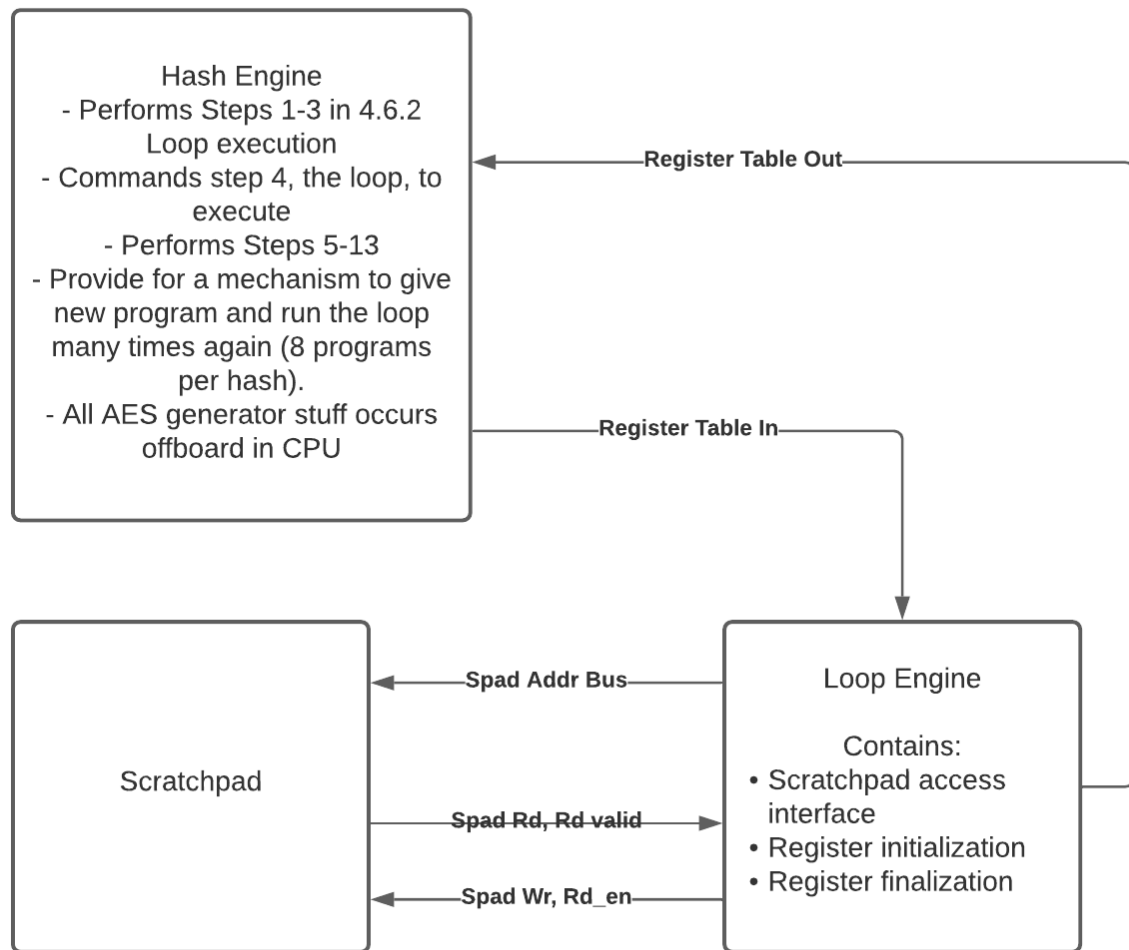 Hash Engine
- Performs Steps 1-3 in 4.6.2
Loop execution
- Commands step 4, the loop, to
execute
- Performs Steps 5-13
- Provide for a mechanism to give
new program and run the loop
many times again (8 programs
per hash).
- All AES generator stuff occurs
offboard in CPU
Register Table Out
Register Table In
Scratchpad
Spad Addr Bus
Spad Rd, Rd valid
Spad Wr, Rd_en
Loop Engine
Contains:
• Scratchpad access
interface
• Register initialization
• Register finalization